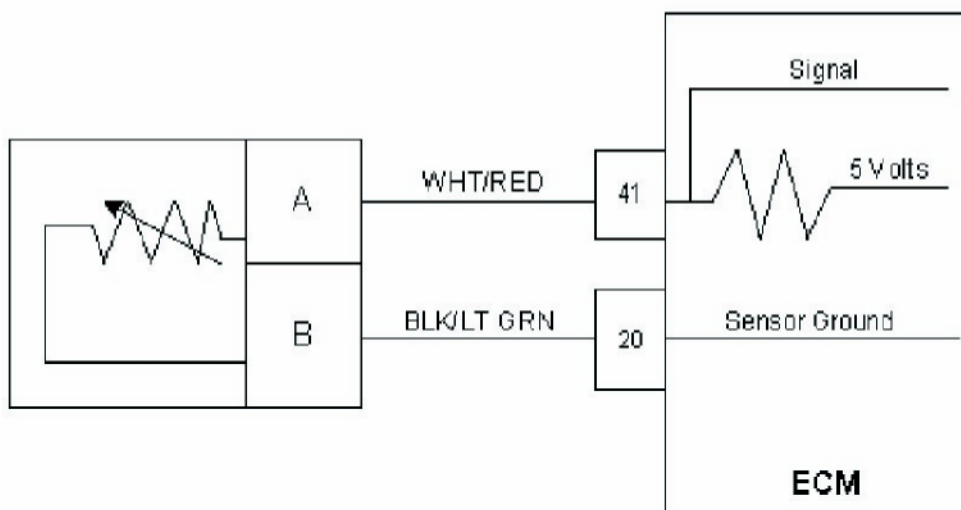 Signal
5 Volts
A
WHT/RED
41
B
BLK/LT GRN
20
Sensor Ground
ECM